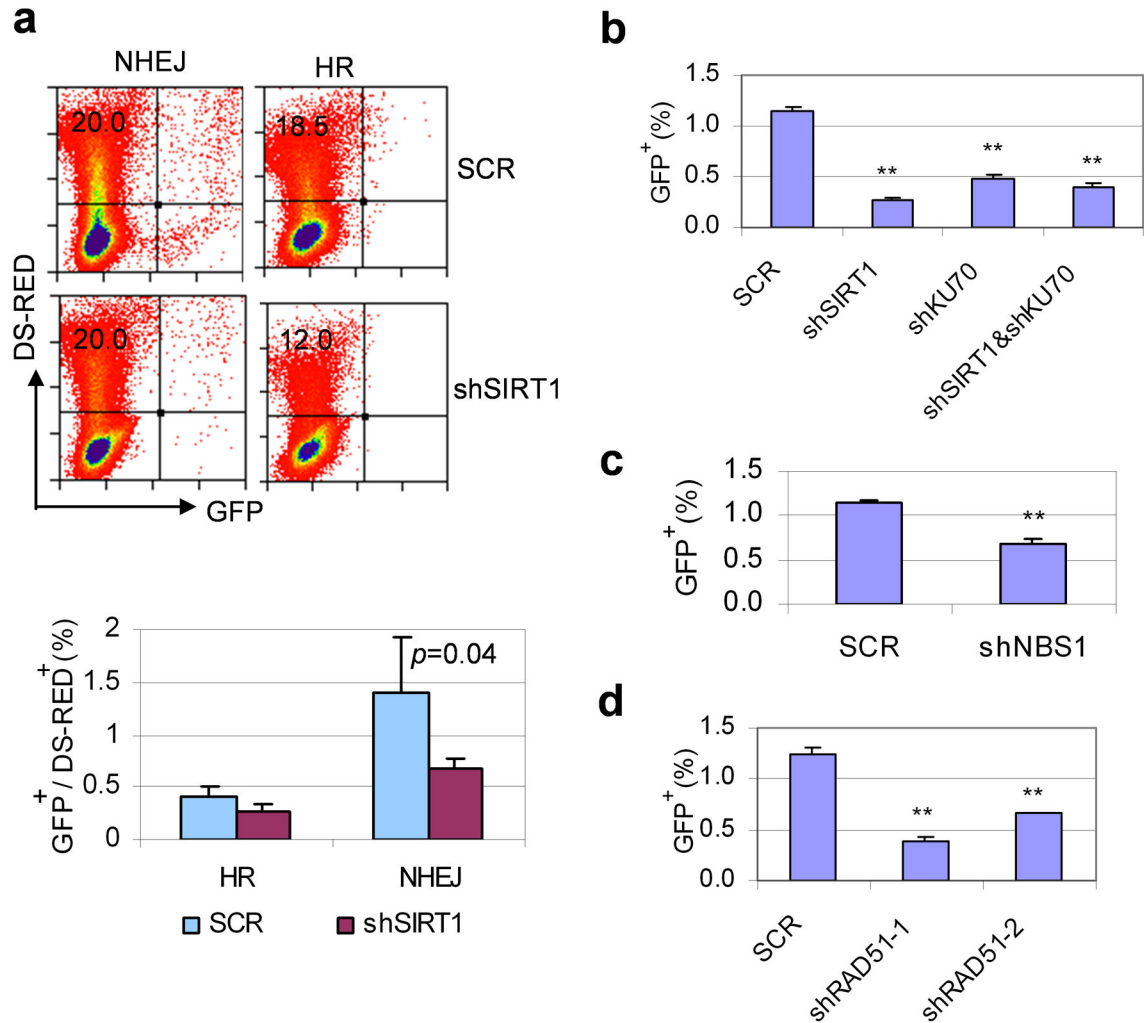 a
NHEJ HR
20.0 18.5
SCR
20.0 12.0
shSIRT1
DS-RED
GFP
GFP+ / DS-RED+ (%)
2
1.5
1
0.5
0
p=0.04
HR NHEJ
SCR shSIRT1
b
GFP+ (%)
1.5
1.0
0.5
0.0
** ** **
SCR shSIRT1 shKU70 shSIRT1&shKU70
c
GFP+ (%)
1.5
1.0
0.5
0.0
**
SCR shNBS1
d
GFP+ (%)
1.5
1.0
0.5
0.0
** **
SCR shRAD51-1 shRAD51-2